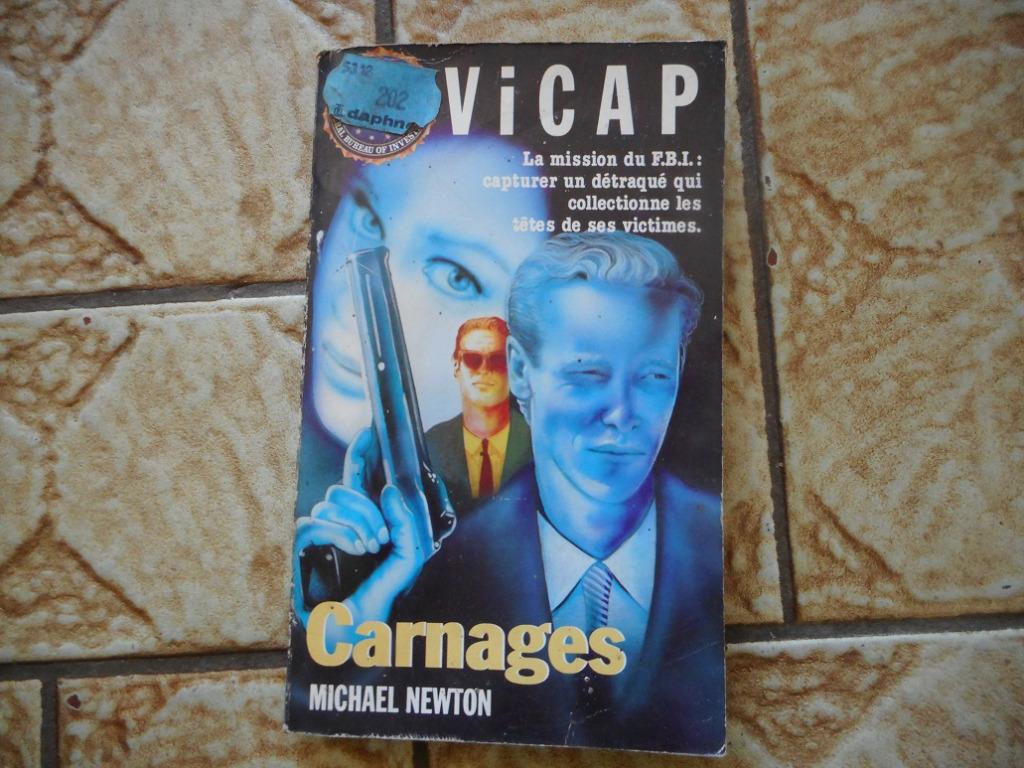 5312
202
daphn
AL BUREAU OF INVES
ViCAP
La mission du F.B.I. :
capturer un détraqué qui
collectionne les
têtes de ses victimes.
Carnages
MICHAEL NEWTON